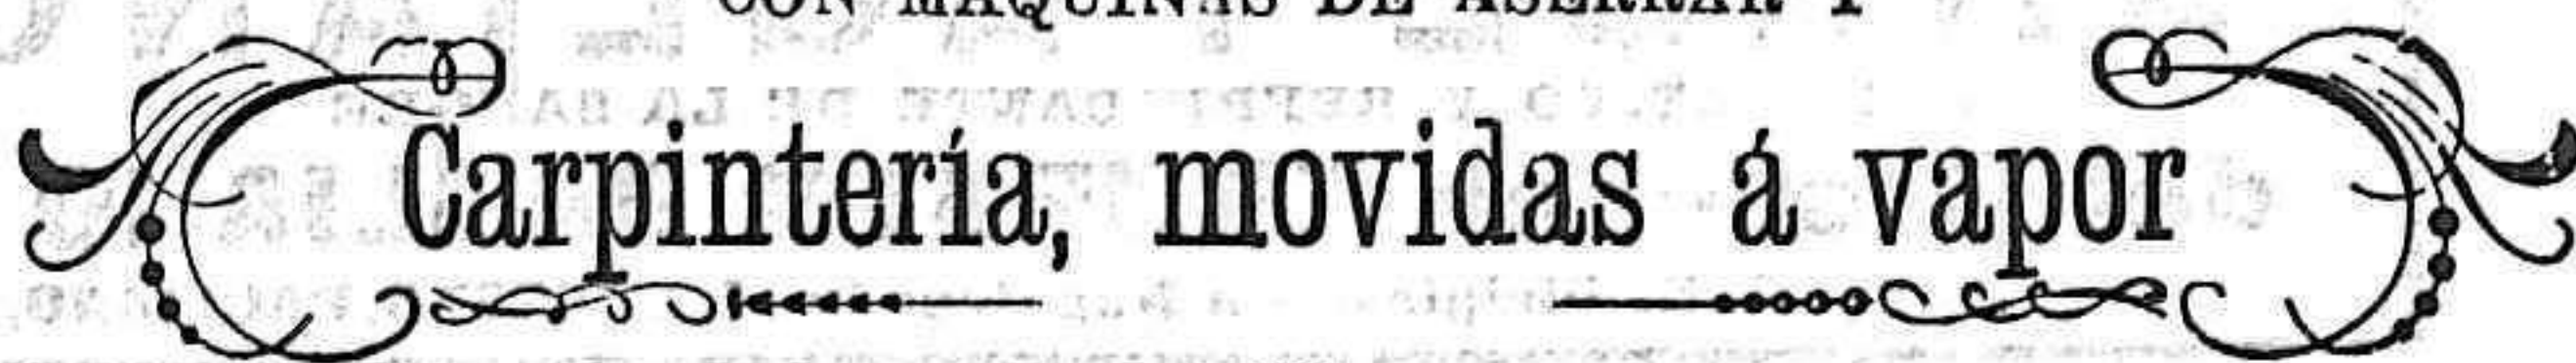 CON MAQUINAS DE ASERRAR Y
Carpintería, movidas á vapor